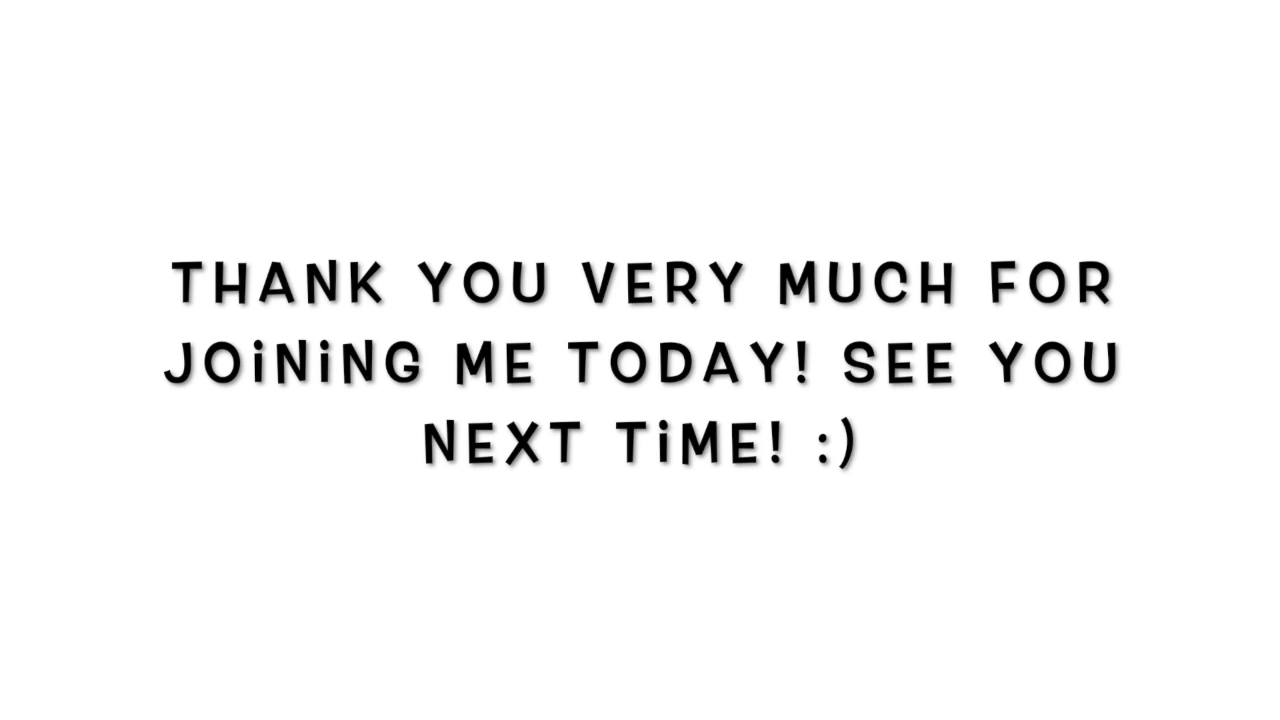 THANK YOU VERY MUCH FOR
JOiNiNG ME TODAY! SEE YOU
NEXT TiME! :)